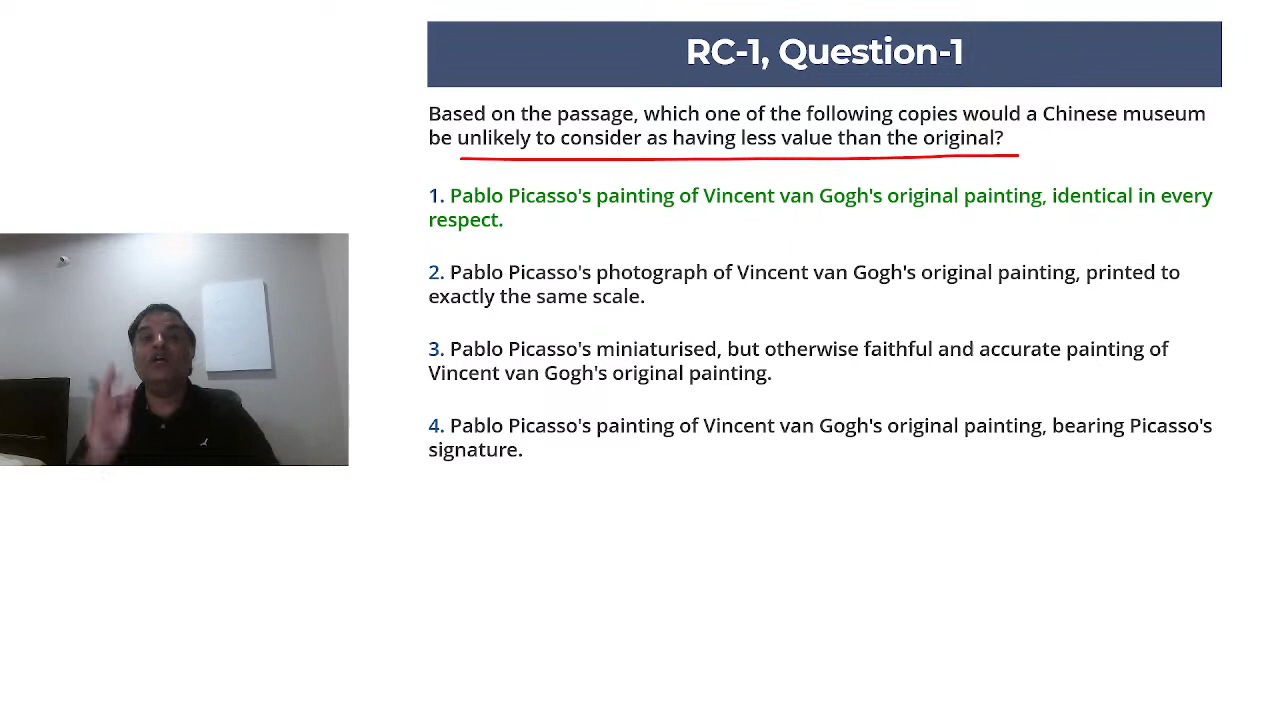 RC-1, Question-1
Based on the passage, which one of the following copies would a Chinese museum
be unlikely to consider as having less value than the original?
1. Pablo Picasso's painting of Vincent van Gogh's original painting, identical in every
respect.
2. Pablo Picasso's photograph of Vincent van Gogh's original painting, printed to
exactly the same scale.
3. Pablo Picasso's miniaturised, but otherwise faithful and accurate painting of
Vincent van Gogh's original painting.
4. Pablo Picasso's painting of Vincent van Gogh's original painting, bearing Picasso's
signature.